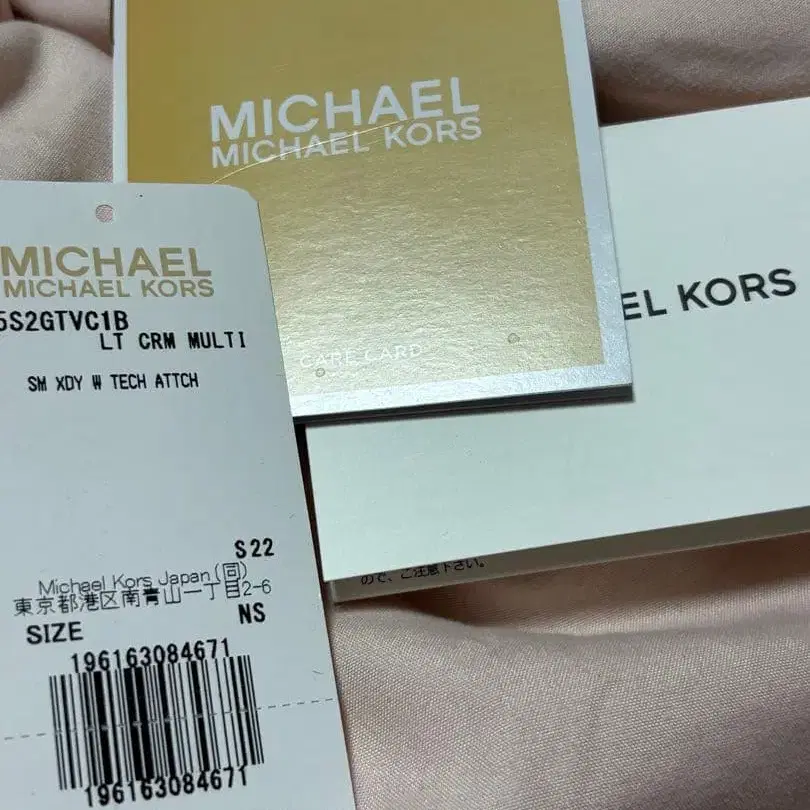 MICHAEL
MICHAEL KORS
CARE CARD
EL KORS
ので、ご注意下さい。
MICHAEL
MICHAEL KORS
5S2GTVC1B
LT CRM MULTI
SM XDY W TECH ATTCH
S22
Michael Kors Japan(同)
東京都港区南青山一丁目2-6
SIZE NS
196163084671
196163084671